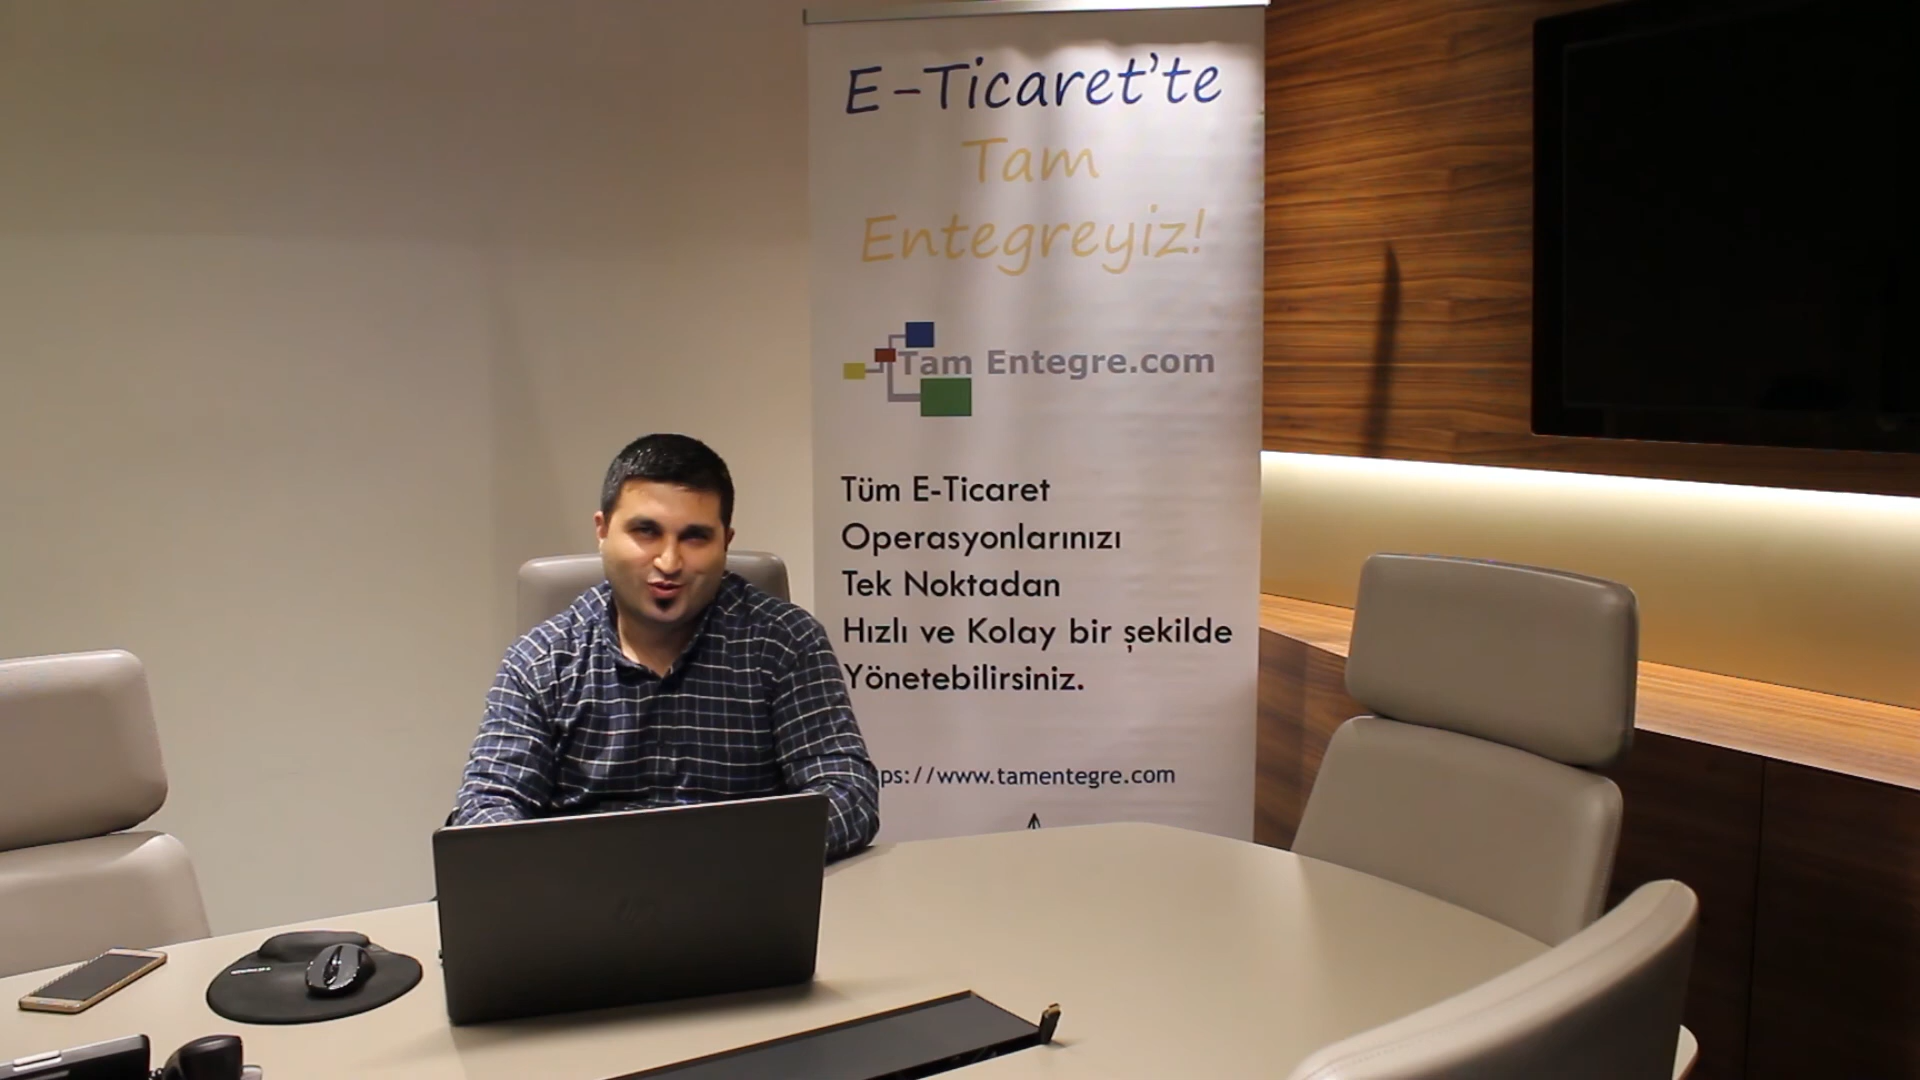 E-Ticaret'te
Tam
Entegreyiz!
Tam Entegre.com
Tüm E-Ticaret
Operasyonlarınızı
Tek Noktadan
Hızlı ve Kolay bir şekilde
Yönetebilirsiniz.
ps://www.tamentegre.com